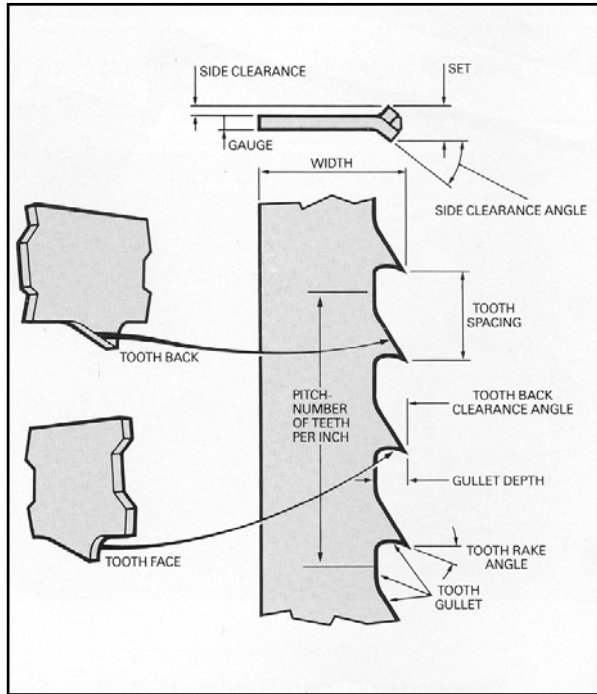 SIDE CLEARANCE
SET
GAUGE
WIDTH
SIDE CLEARANCE ANGLE
TOOTH
SPACING
TOOTH BACK
PITCH-
NUMBER
OF TEETH
PER INCH
TOOTH BACK
CLEARANCE ANGLE
GULLET DEPTH
TOOTH RAKE
ANGLE
TOOTH FACE
TOOTH
GULLET